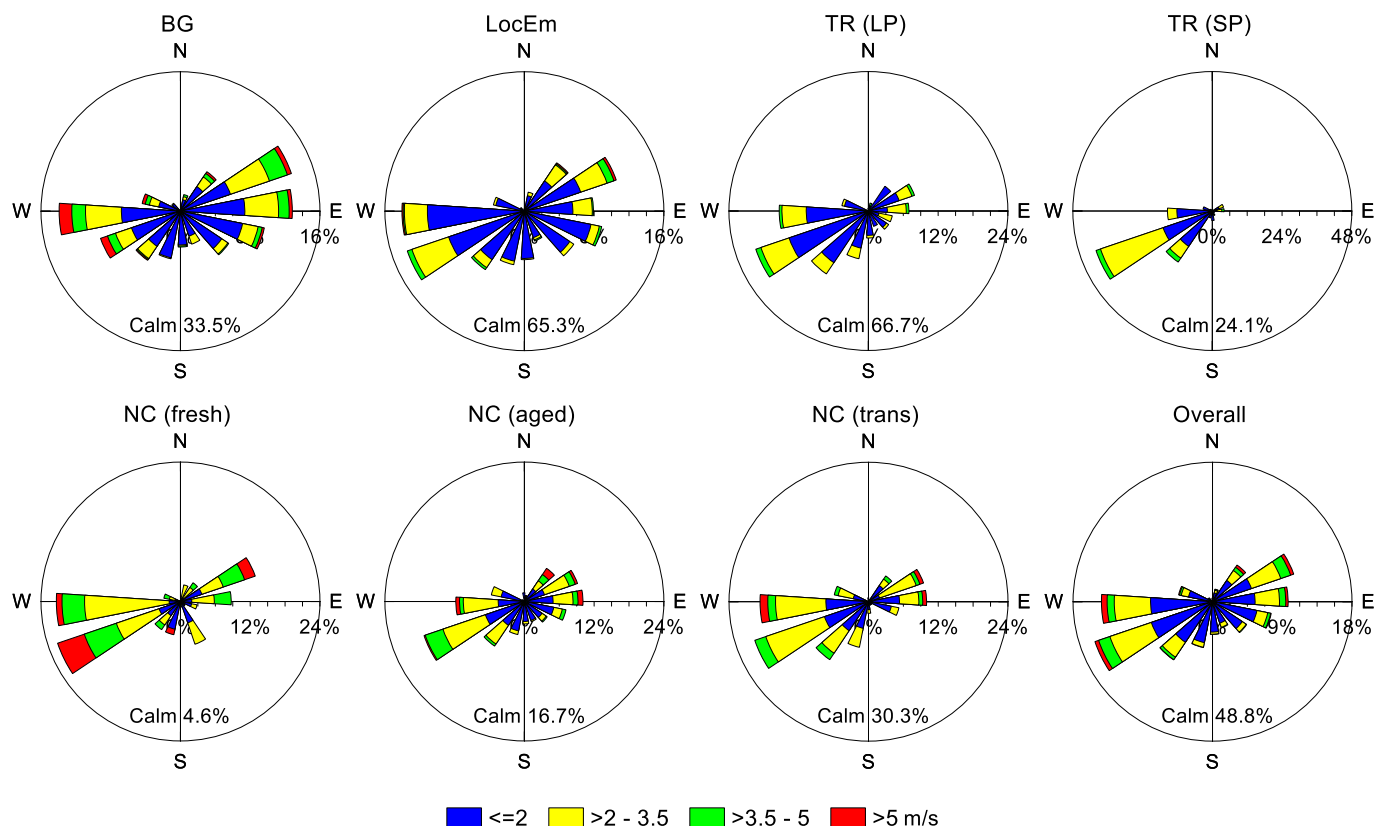 BG LocEm TR (LP) TR (SP)
N N N N
W E W E W E W E
16% 16% % 12% 24% 0% 24% 48%
Calm 33.5% Calm 65.3% Calm 66.7% Calm 24.1%
S S S S
NC (fresh) NC (aged) NC (trans) Overall
N N N N
W E W E W E W E
% 12% 24% % 12% 24% % 12% 24% % 9% 18%
Calm 4.6% Calm 16.7% Calm 30.3% Calm 48.8%
S S S S
<=2 >2 - 3.5 >3.5 - 5 >5 m/s